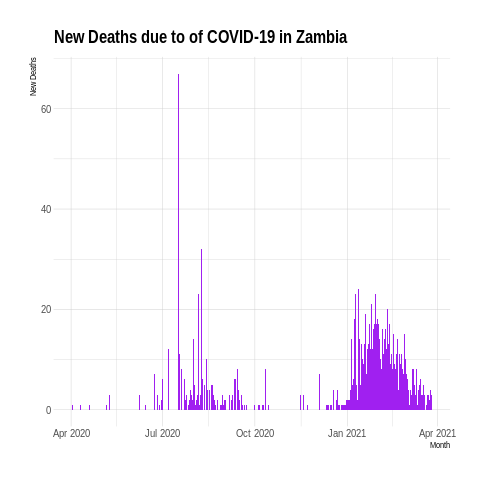 New Deaths due to of COVID-19 in Zambia
New Deaths
60
40
20
0
Apr 2020
Jul 2020
Oct 2020
Jan 2021
Apr 2021
Month